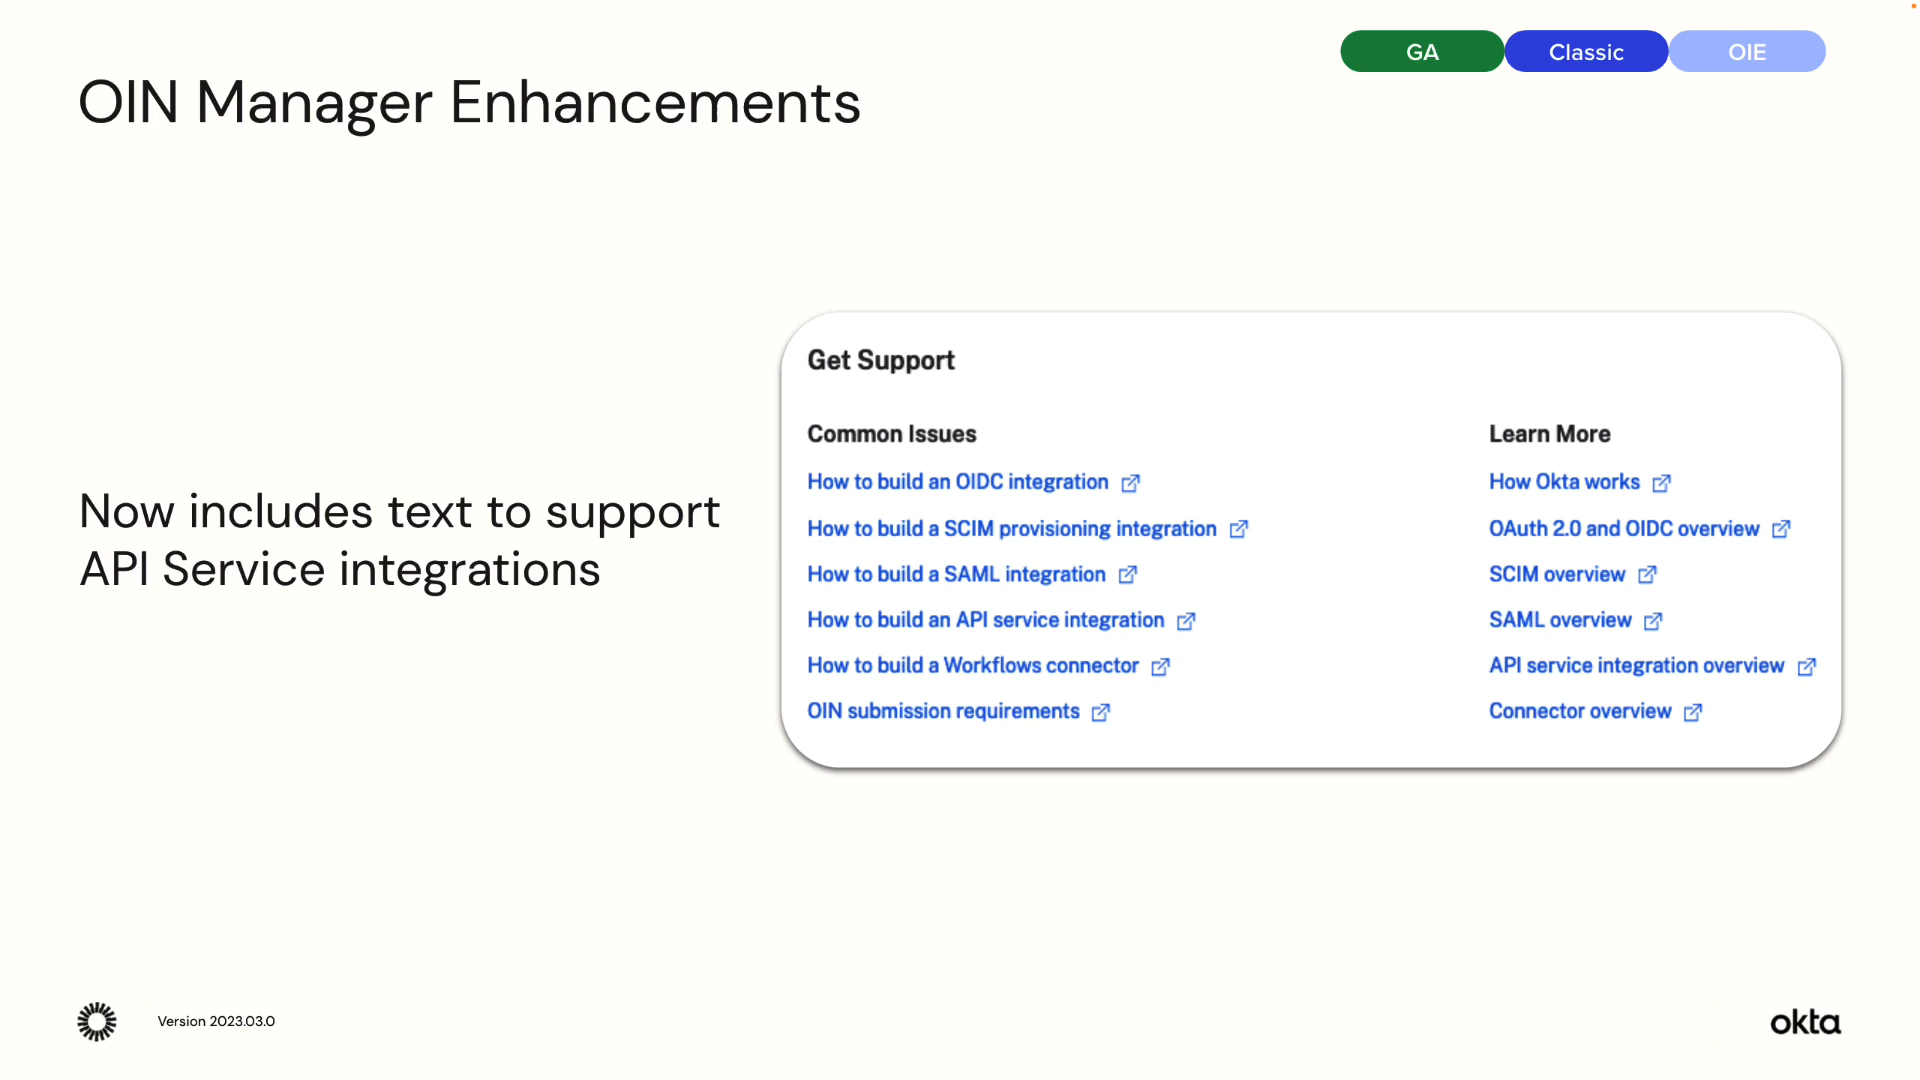 GA
Classic
OIE
OIN Manager Enhancements
Now includes text to support
API Service integrations
Get Support
Common Issues
How to build an OIDC integration
How to build a SCIM provisioning integration
How to build a SAML integration
How to build an API service integration
How to build a Workflows connector
OIN submission requirements
Learn More
How Okta works
OAuth 2.0 and OIDC overview
SCIM overview
SAML overview
API service integration overview
Connector overview
Version 2023.03.0
okta